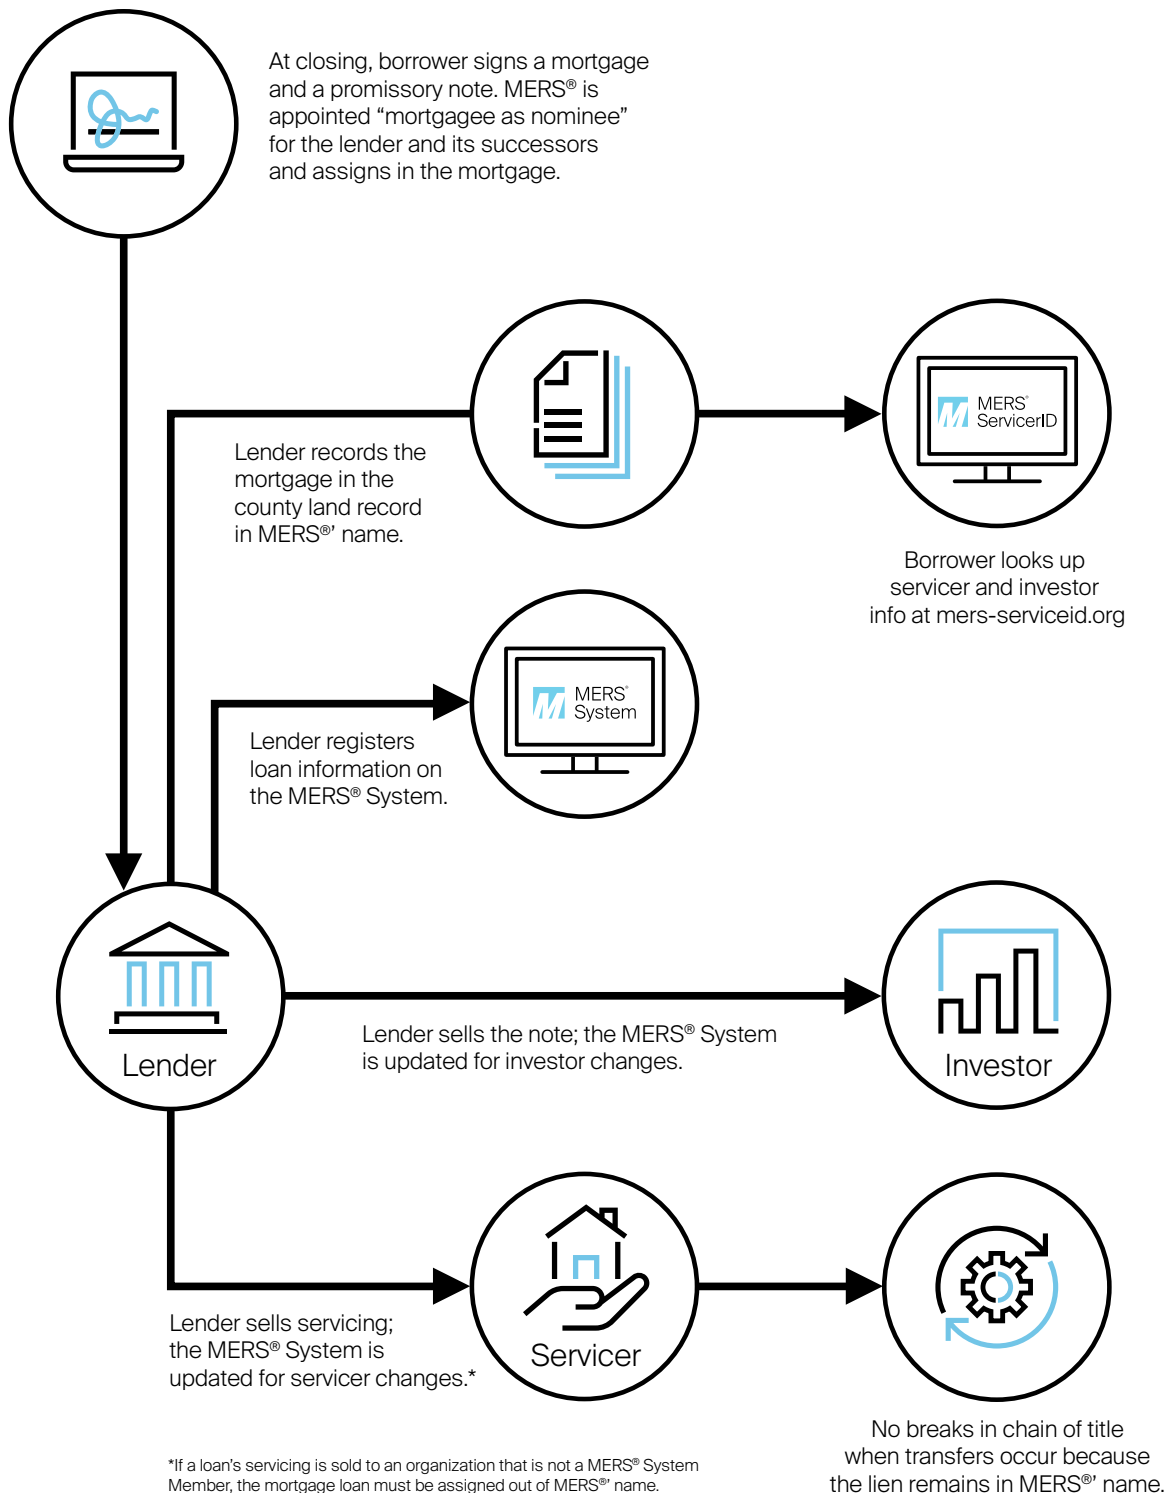 At closing, borrower signs a mortgage
and a promissory note. MERS® is
appointed “mortgagee as nominee”
for the lender and its successors
and assigns in the mortgage.
Lender records the
mortgage in the
county land record
in MERS®’ name.
MERS®
ServicerID
Borrower looks up
servicer and investor
info at mers-serviceid.org
MERS®
System
Lender registers
loan information on
the MERS® System.
Lender
Lender sells the note; the MERS® System
is updated for investor changes.
Investor
Lender sells servicing;
the MERS® System is
updated for servicer changes.*
Servicer
No breaks in chain of title
when transfers occur because
the lien remains in MERS®’ name.
*If a loan’s servicing is sold to an organization that is not a MERS® System
Member, the mortgage loan must be assigned out of MERS®’ name.